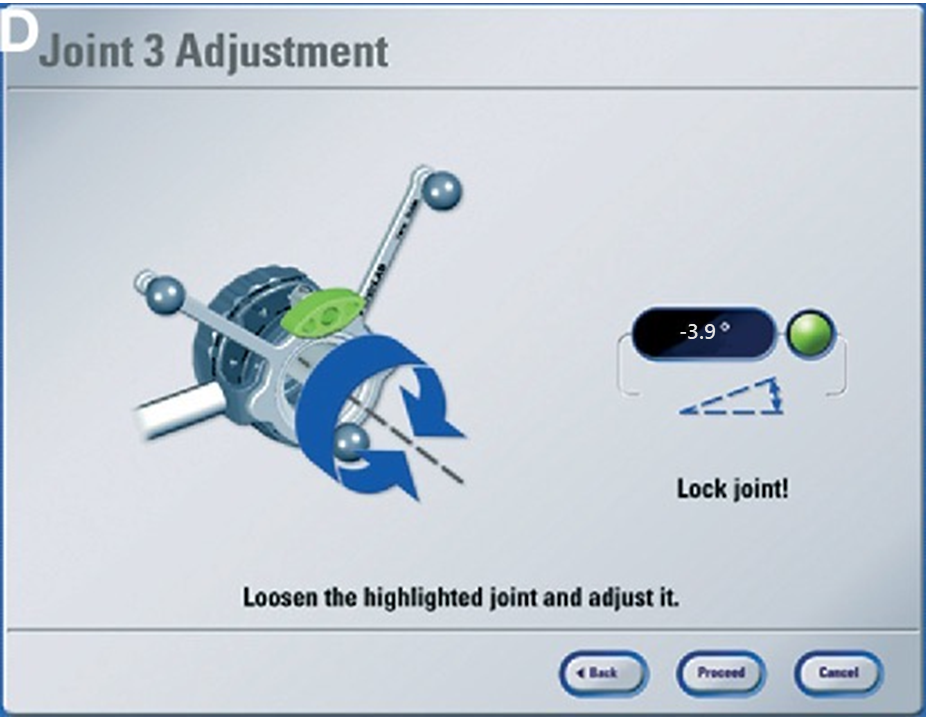 D
Joint 3 Adjustment
-3.9 °
Lock joint!
Loosen the highlighted joint and adjust it.
Back
Proceed
Cancel